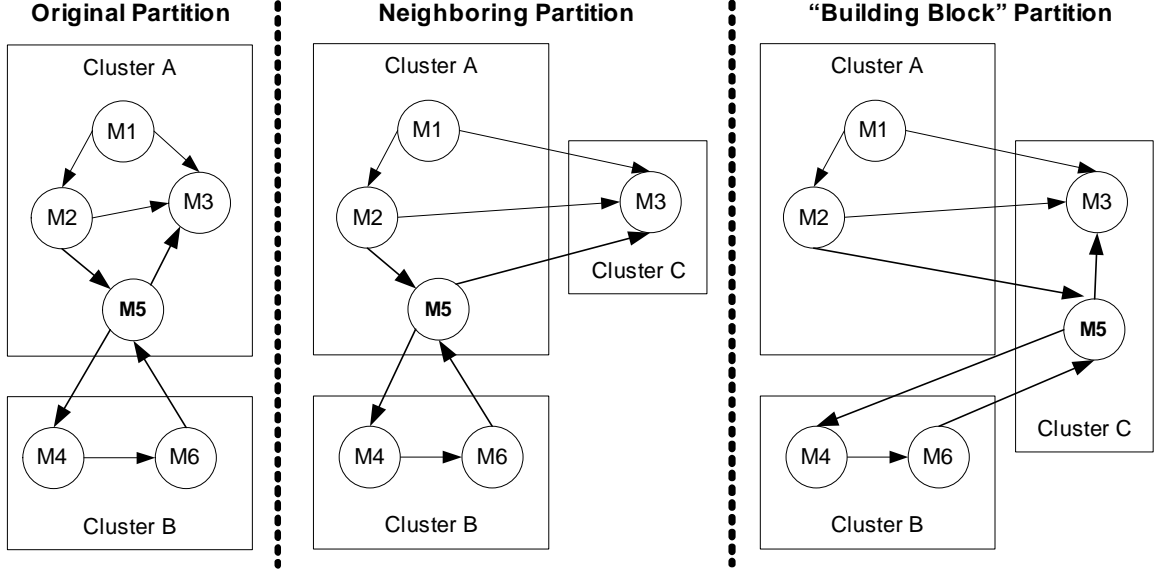 Original Partition
Cluster A
M1
M2
M3
M5
M4
M6
Cluster B
Neighboring Partition
Cluster A
M1
M2
M3
Cluster C
M5
M4
M6
Cluster B
“Building Block” Partition
Cluster A
M1
M2
M3
M5
Cluster C
M4
M6
Cluster B